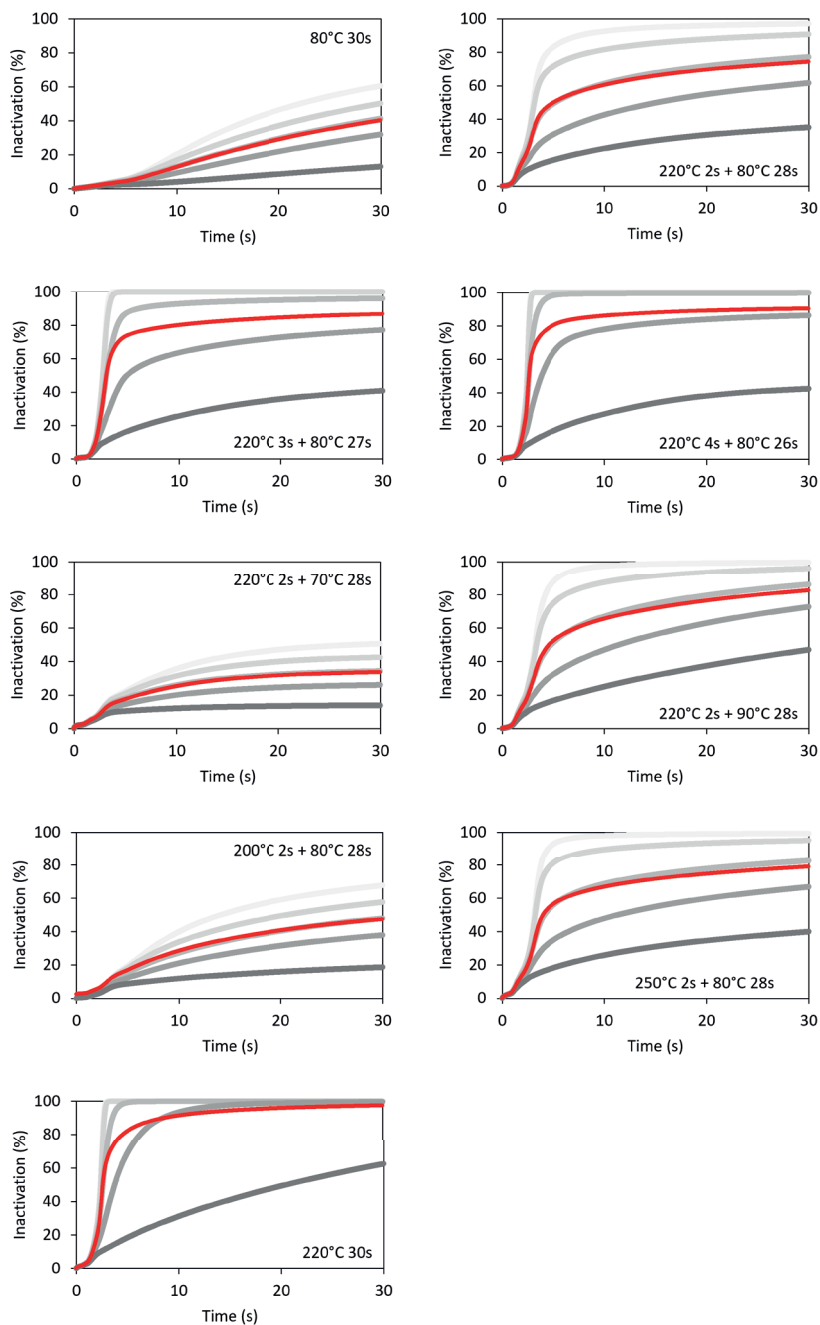 100
80
60
40
20
0
Inactivation (%)
80°C 30s
0 10 20 30
Time (s)
100
80
60
40
20
0
Inactivation (%)
220°C 2s + 80°C 28s
0 10 20 30
Time (s)
100
80
60
40
20
0
Inactivation (%)
220°C 3s + 80°C 27s
0 10 20 30
Time (s)
100
80
60
40
20
0
Inactivation (%)
220°C 4s + 80°C 26s
0 10 20 30
Time (s)
100
80
60
40
20
0
Inactivation (%)
220°C 2s + 70°C 28s
0 10 20 30
Time (s)
100
80
60
40
20
0
Inactivation (%)
220°C 2s + 90°C 28s
0 10 20 30
Time (s)
100
80
60
40
20
0
Inactivation (%)
200°C 2s + 80°C 28s
0 10 20 30
Time (s)
100
80
60
40
20
0
Inactivation (%)
250°C 2s + 80°C 28s
0 10 20 30
Time (s)
100
80
60
40
20
0
Inactivation (%)
220°C 30s
0 10 20 30
Time (s)